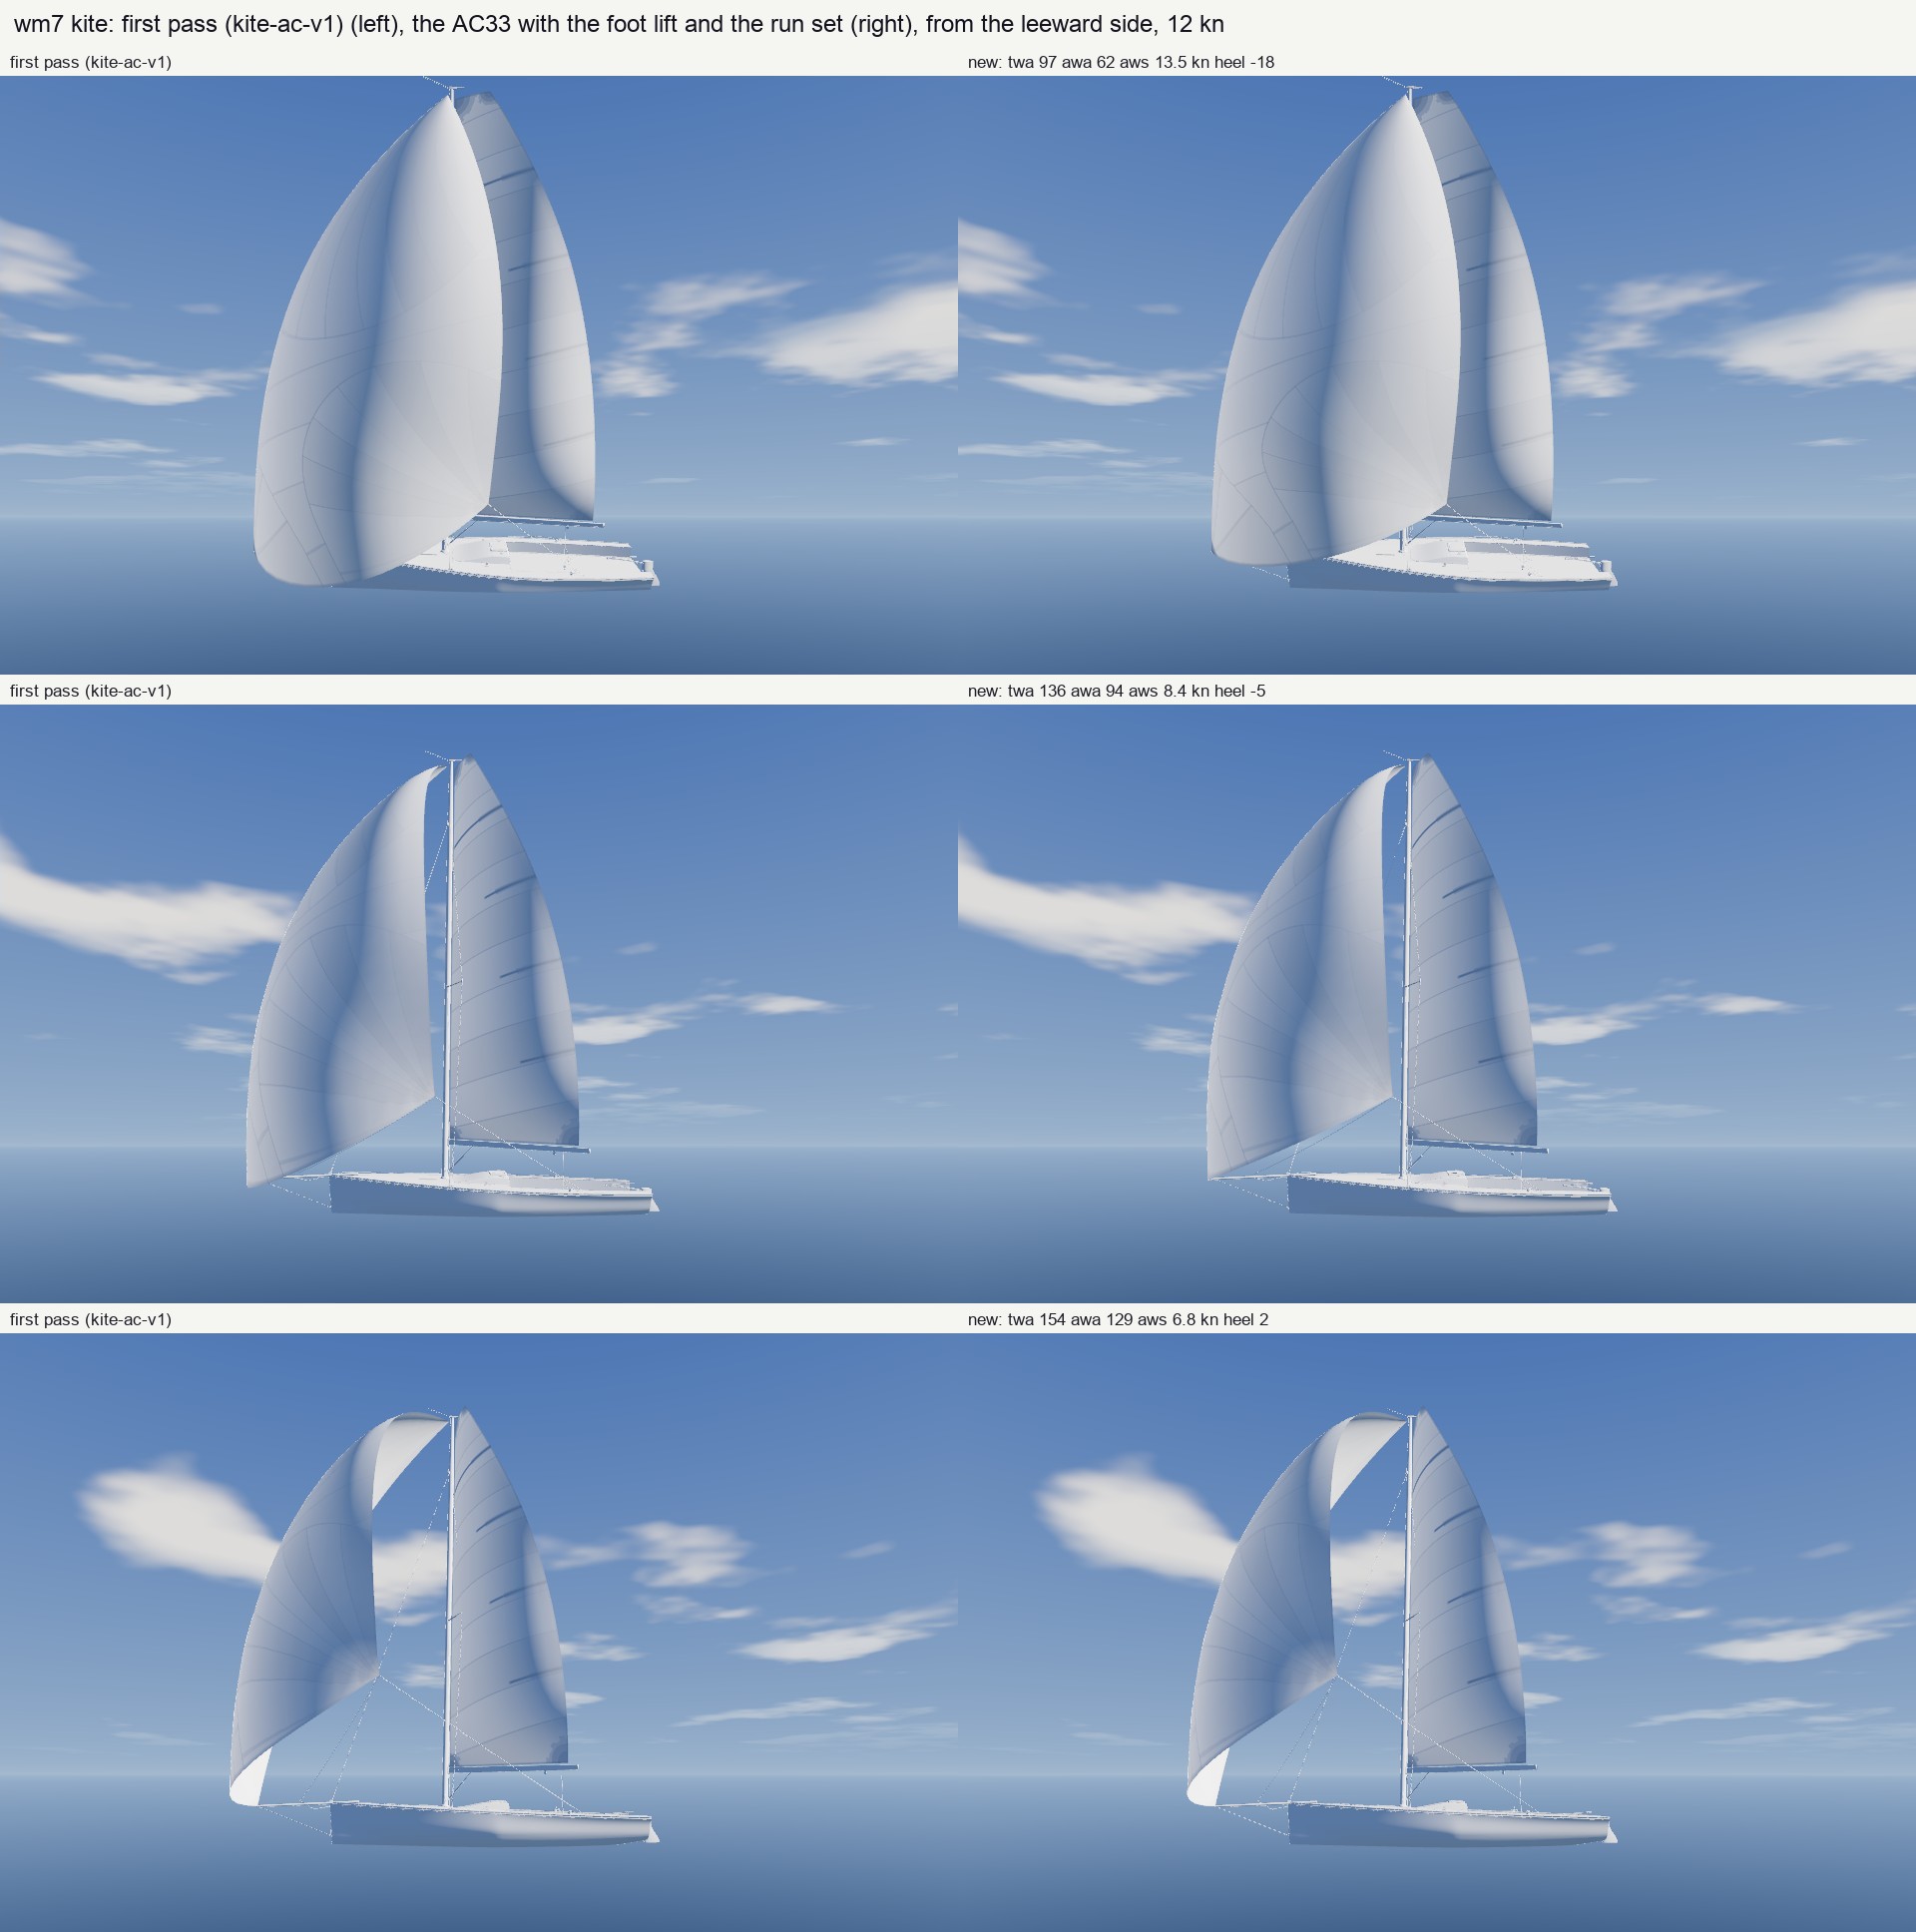 wm7 kite: first pass (kite-ac-v1) (left), the AC33 with the foot lift and the run set (right), from the leeward side, 12 kn
first pass (kite-ac-v1)
new: twa 97 awa 62 aws 13.5 kn heel -18
first pass (kite-ac-v1)
new: twa 136 awa 94 aws 8.4 kn heel -5
first pass (kite-ac-v1)
new: twa 154 awa 129 aws 6.8 kn heel 2